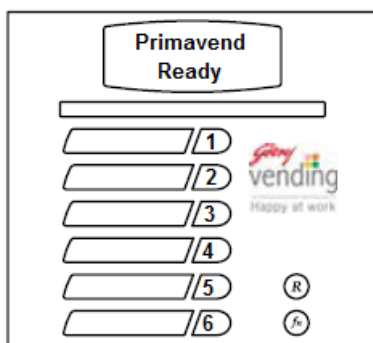 Primavend
Ready
1
2
3
4
5
6
Godrej
vending
Happy at work
R
fn